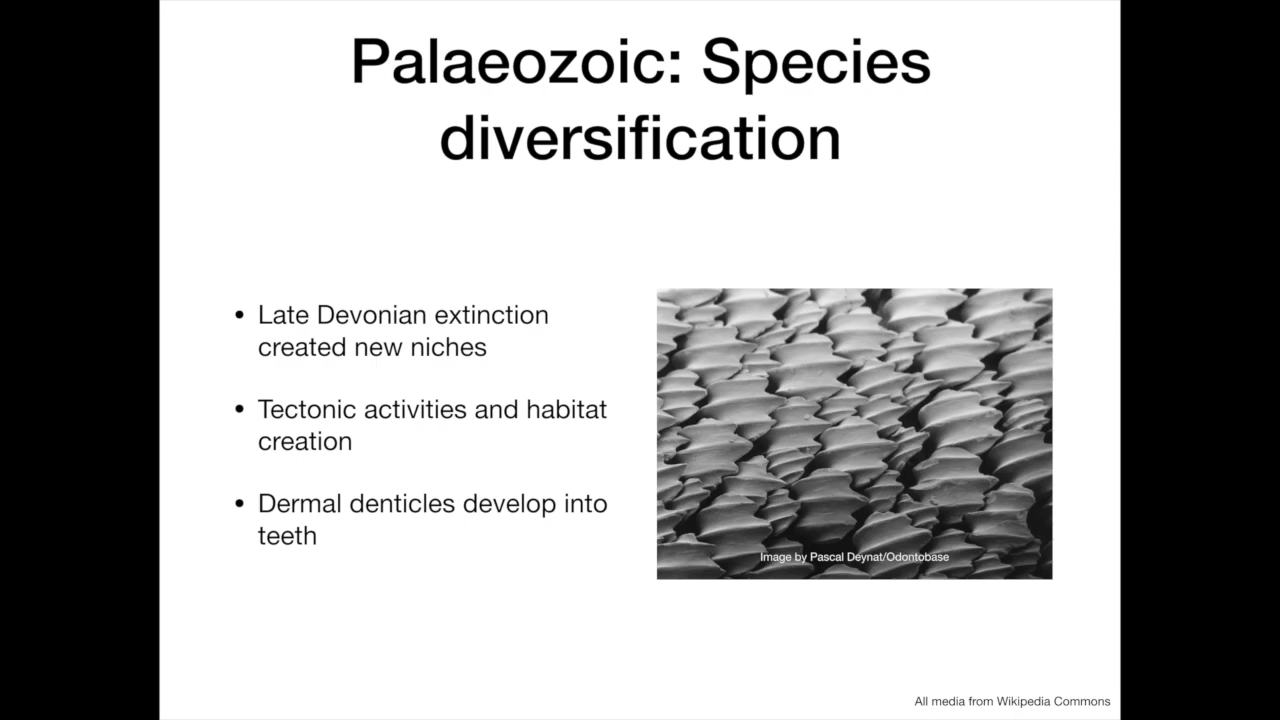 Palaeozoic: Species
diversification
• Late Devonian extinction
created new niches
• Tectonic activities and habitat
creation
• Dermal denticles develop into
teeth
Image by Pascal Deynat/Odontobase
All media from Wikipedia Commons